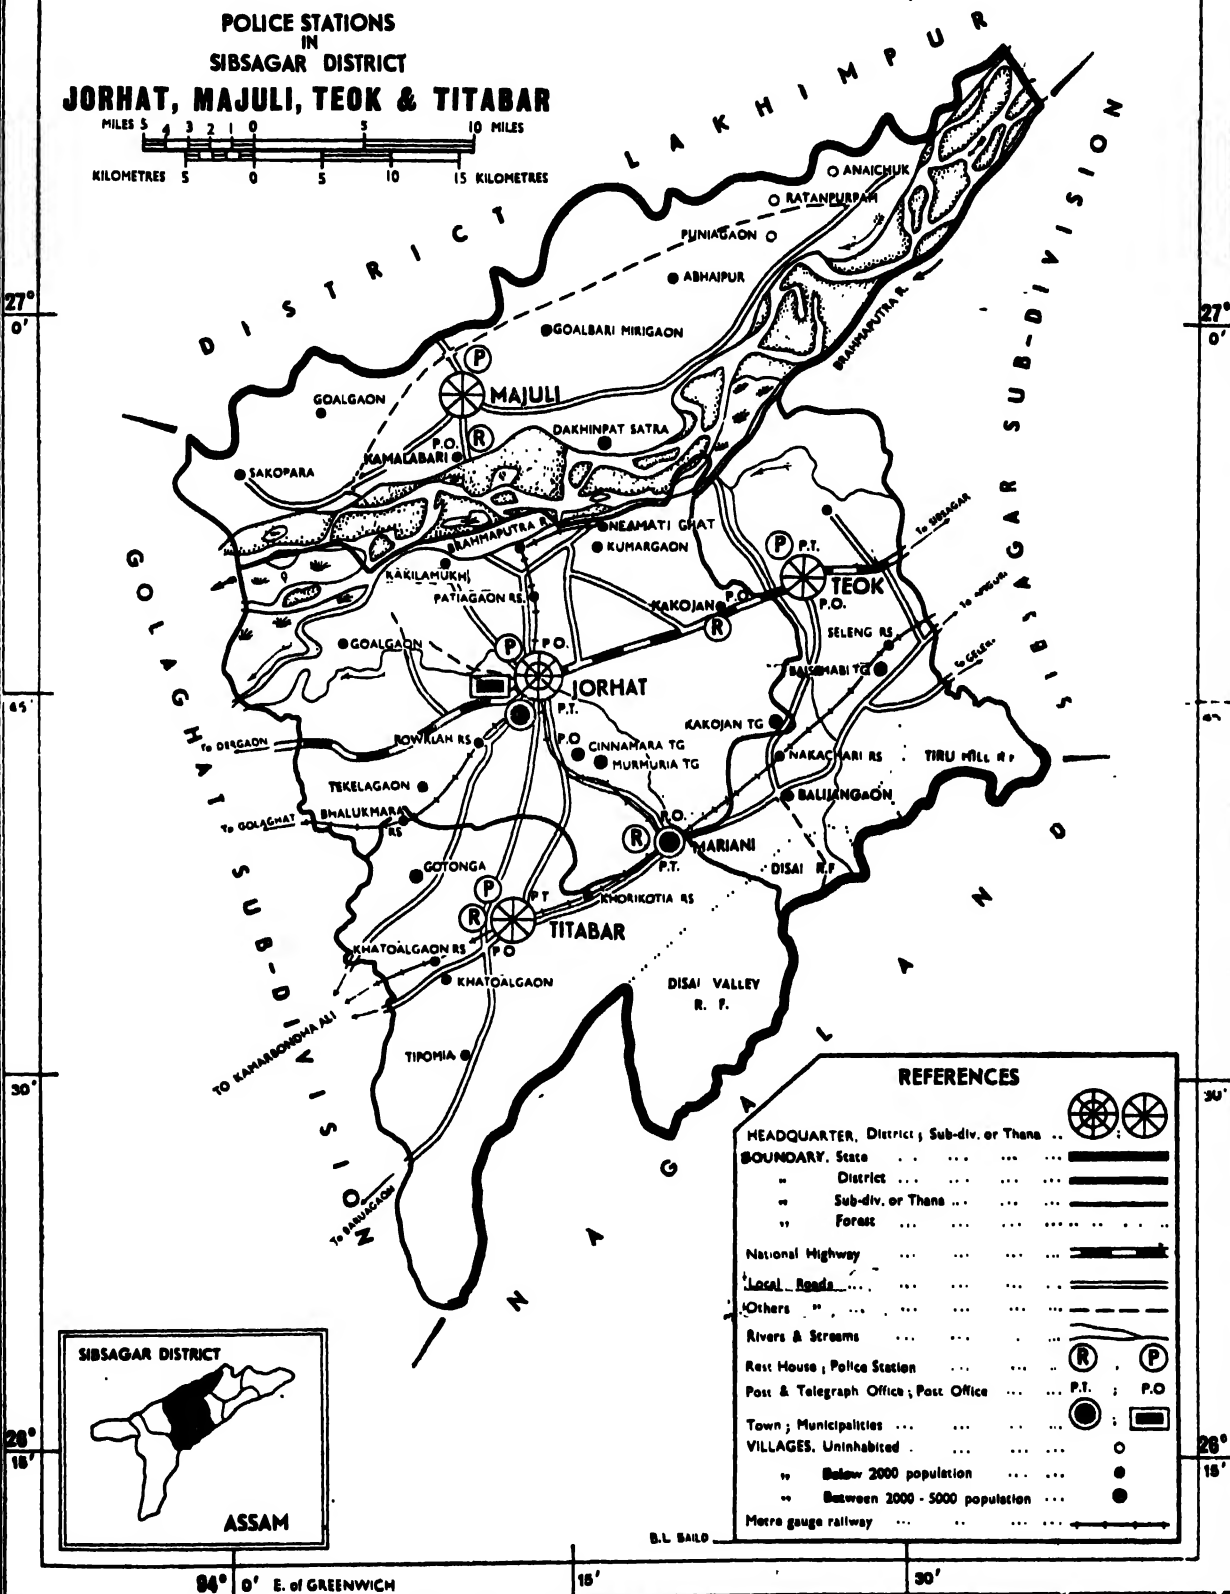 POLICE STATIONS
IN
SIBSAGAR DISTRICT
JORHAT, MAJULI, TEOK & TITABAR
MILES 5 4 3 2 1 0 5 10 MILES
KILOMETRES 5 0 5 10 15 KILOMETRES
DISTRICT LAKHIMPUR
ANAICHUK
RATANPURPAM
PUNIAGAON
ABHAIPUR
GOALBARI MIRIGAON
BRAHMAPUTRA R.
SIBSAGAR SUB-DIVISION
27° 0'
27° 0'
P
MAJULI
GOALGAON
P.O.
R
DAKHINPAT SATRA
KAMALABARI
SAKOPARA
BRAHMAPUTRA R.
NEAMATI GHAT
KUMARGAON
TO SIBSAGAR
P P.T.
TEOK
P.O.
KAKILAMUKH
PATIAGAON RS.
KAKOJAN P.O.
R
SELENG RS
GOALGAON
P P.O.
JORHAT
P.T.
45'
KAKOJAN TG
TO DERGAON
P.O
CINNAMARA TG
MURMURIA TG
NAKACHARI RS
TIRU HILL R.F
TEKELAGAON
BALIJANGAON
TO GOLAGHAT
BHALUKMARA
RS
P.O.
R
MARIANI
P.T.
DISAI R.F
GOTONGA
P
P T
KHORIKOTIA RS
R
TITABAR
P O
KHATOALGAON RS
KHATOALGAON
DISAI VALLEY
R. F.
TO KAMARBONDHA ALI
TIPOMIA
GOLAGHAT SUB-DIVISION
NAGALAND
30'
30'
REFERENCES
HEADQUARTER, District; Sub-div. or Thana
BOUNDARY, State
" District
" Sub-div. or Thana
" Forest
National Highway
Local Roads
Others "
Rivers & Streams
Rest House; Police Station R P
Post & Telegraph Office; Post Office P.T. ; P.O
Town; Municipalities
VILLAGES, Uninhabited
" Below 2000 population
" Between 2000 - 5000 population
Metre gauge railway
SIBSAGAR DISTRICT
ASSAM
26° 15'
26° 15'
94° 0' E. of GREENWICH 15' 30'